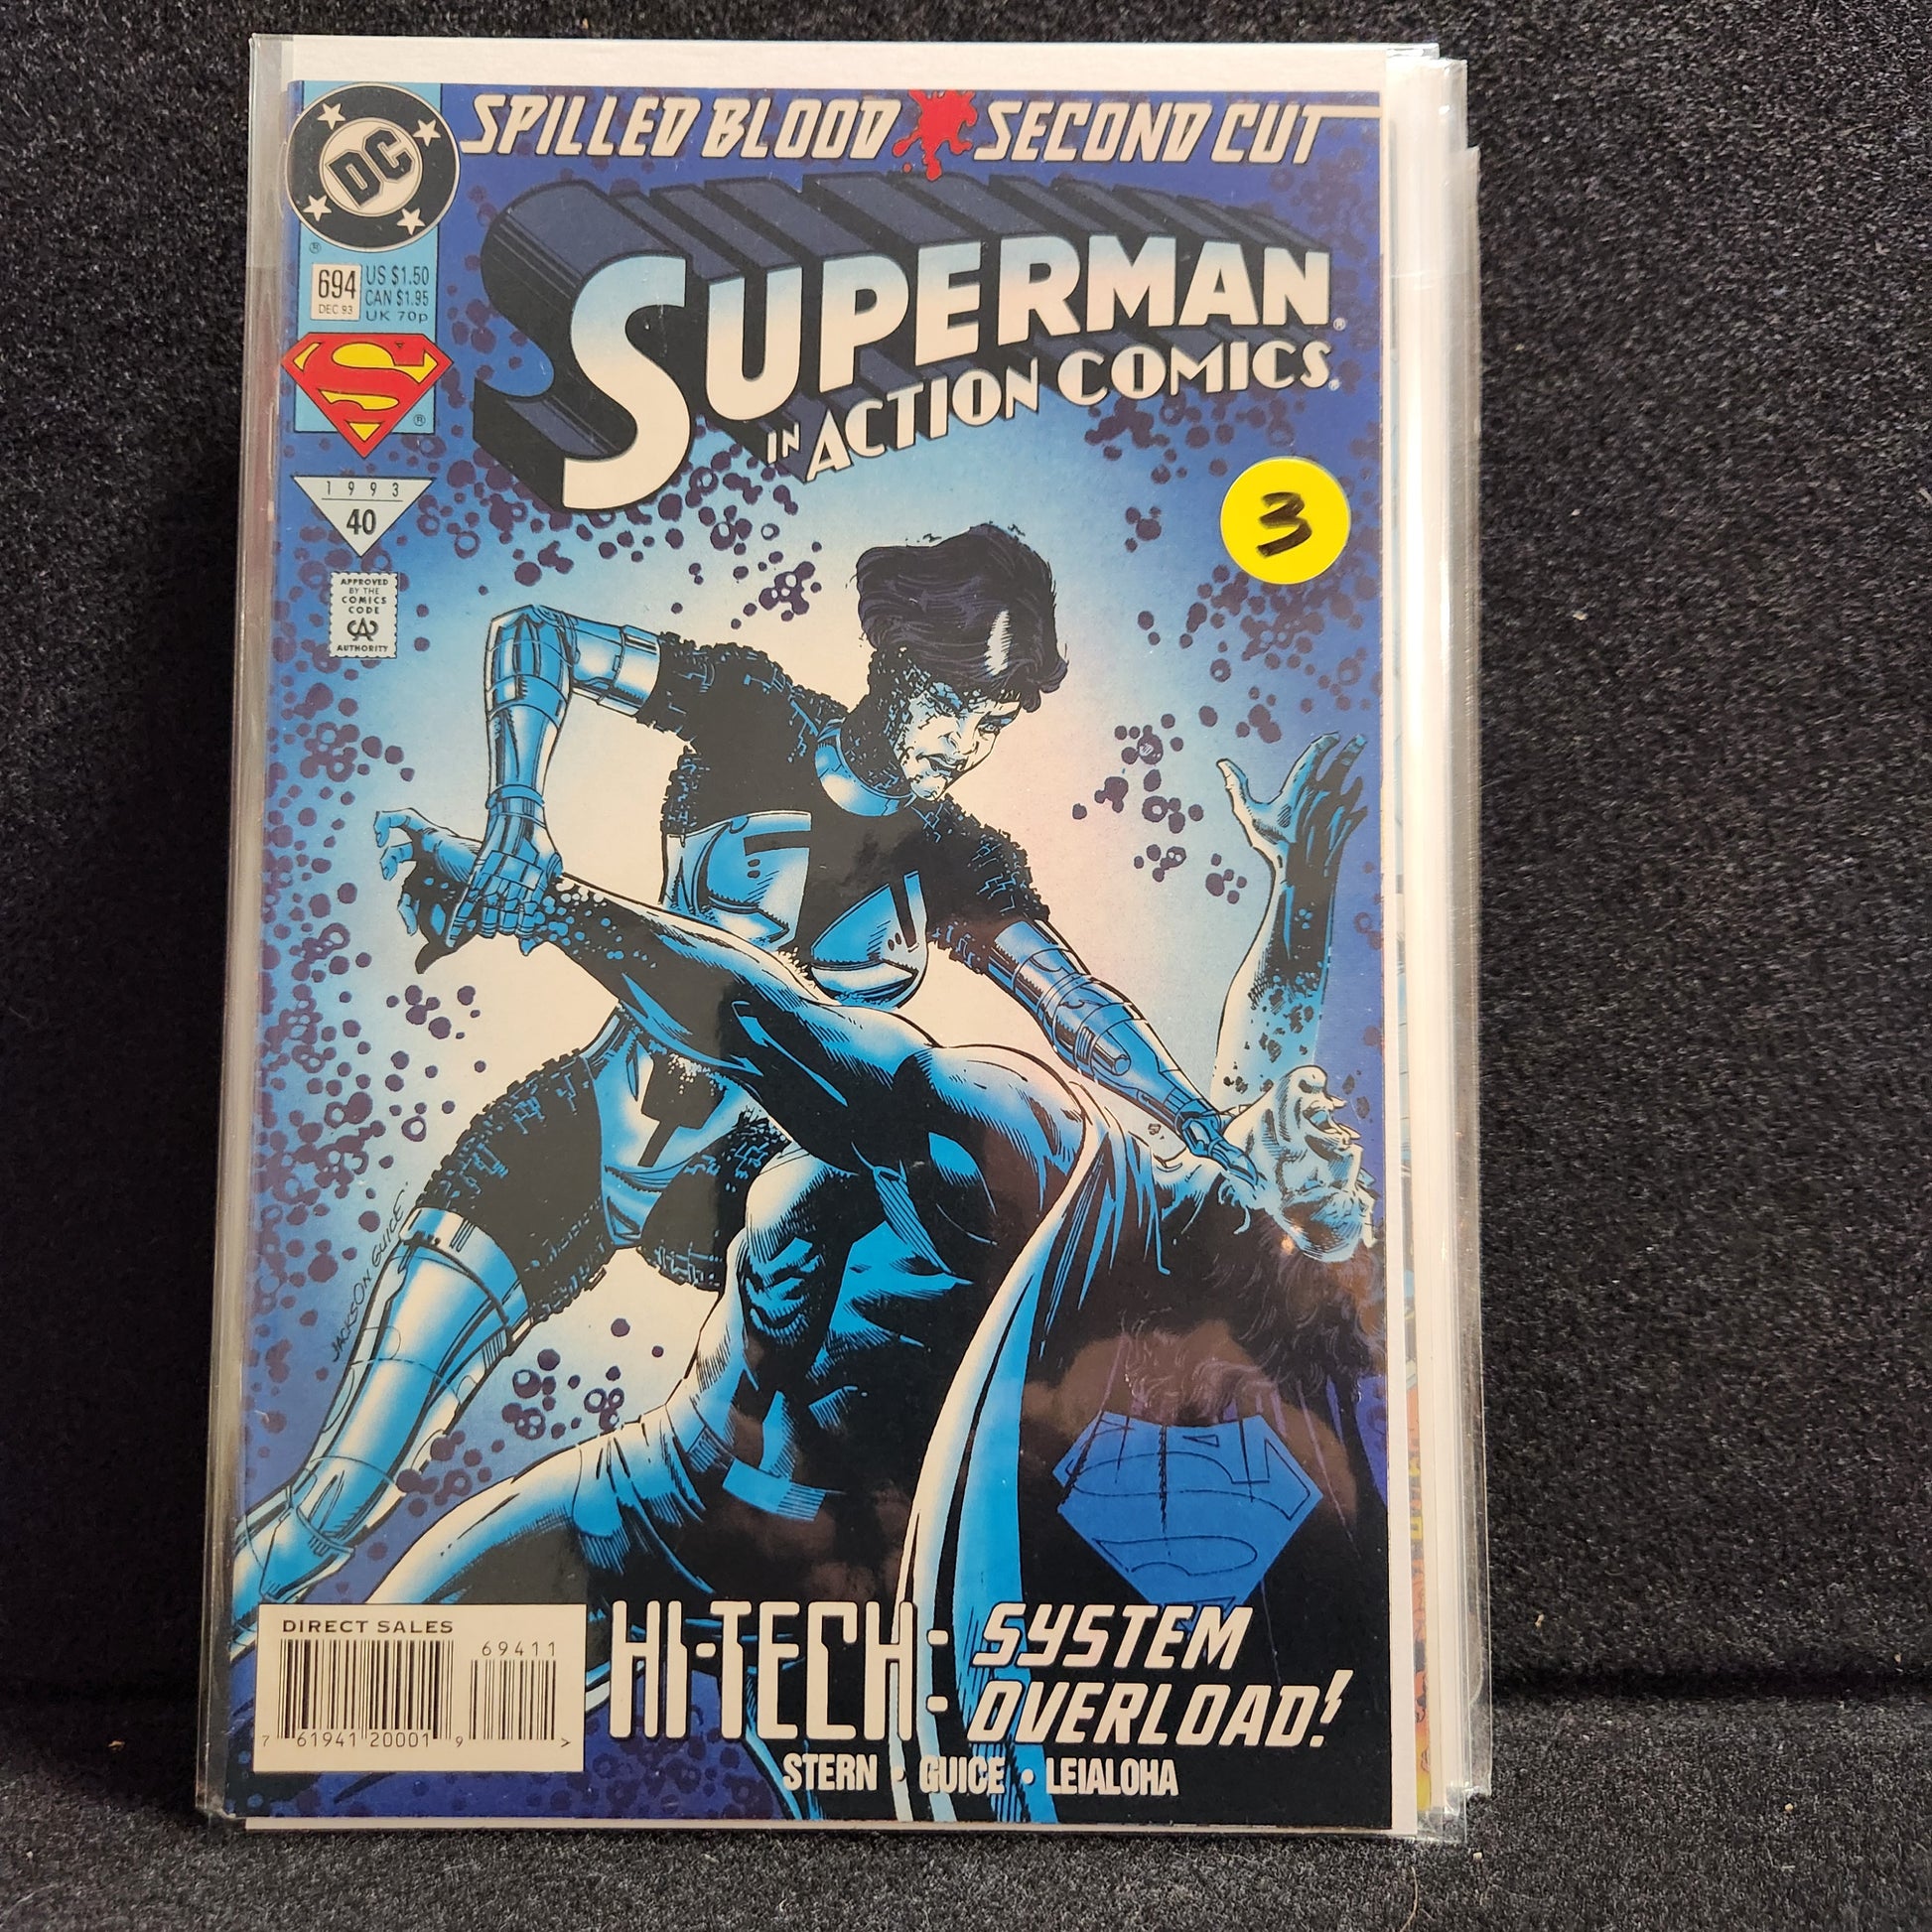 SPILLED BLOOD SECOND CUT
DC
®
694
DEC 93
US $1.50
CAN $1.95
UK 70p
SUPERMAN®
IN ACTION COMICS®
S
®
1993
40
APPROVED
BY THE
COMICS
CODE
CA
AUTHORITY
3
JACKSON GUICE
DIRECT SALES
69411
7 61941 20001 9 >
HI-TECH:
SYSTEM
OVERLOAD!
STERN • GUICE • LEIALOHA